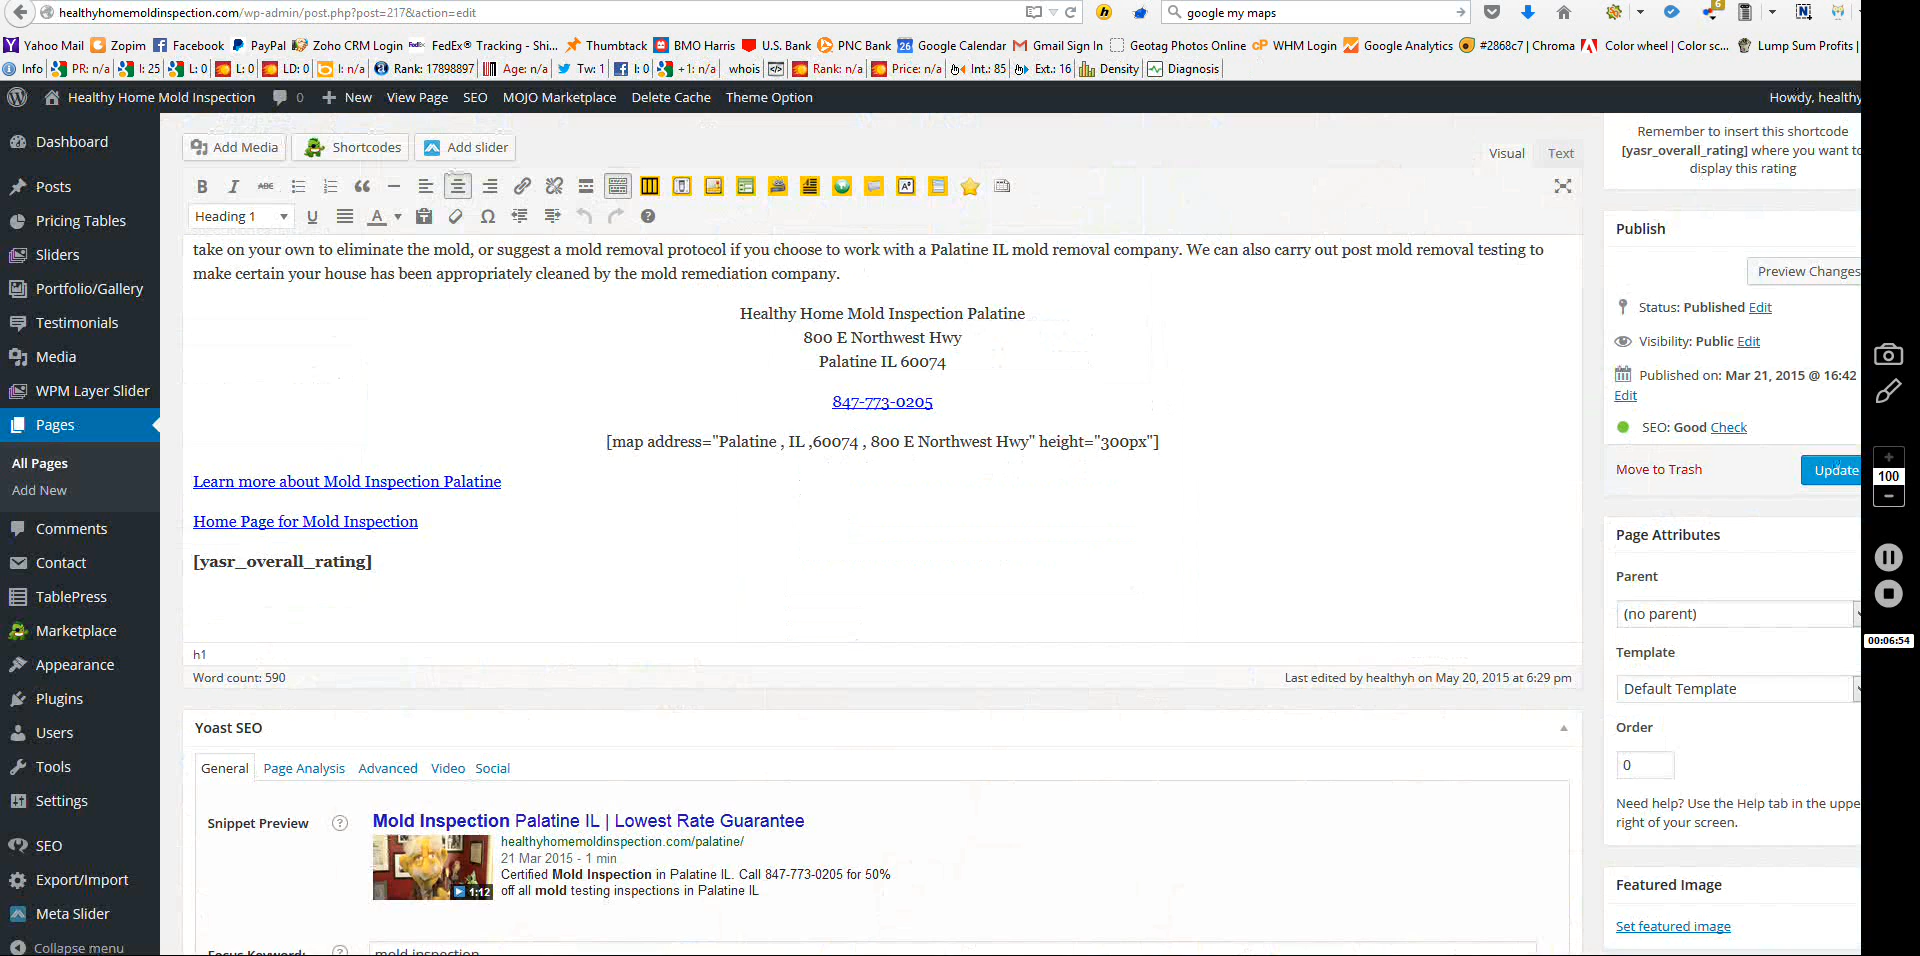 healthyhomemoldinspection.com/wp-admin/post.php?post=217&action=edit
google my maps
6
Yahoo Mail Zopim Facebook PayPal Zoho CRM Login FedEx® Tracking - Shi... Thumbtack BMO Harris U.S. Bank PNC Bank Google Calendar Gmail Sign In Geotag Photos Online WHM Login Google Analytics #2868c7 | Chroma Color wheel | Color sc... Lump Sum Profits |
Info PR: n/a I: 25 L: 0 L: 0 LD: 0 I: n/a Rank: 17898897 Age: n/a Tw: 1 I: 0 +1: n/a whois Rank: n/a Price: n/a Int.: 85 Ext.: 16 Density Diagnosis
Healthy Home Mold Inspection 0 New View Page SEO MOJO Marketplace Delete Cache Theme Option Howdy, healthy
Dashboard
Posts
Pricing Tables
Sliders
Portfolio/Gallery
Testimonials
Media
WPM Layer Slider
Pages
All Pages
Add New
Comments
Contact
TablePress
Marketplace
Appearance
Plugins
Users
Tools
Settings
SEO
Export/Import
Meta Slider
Collapse menu
Add Media Shortcodes Add slider
Visual Text
B I ABC
Heading 1 U A Ω
take on your own to eliminate the mold, or suggest a mold removal protocol if you choose to work with a Palatine IL mold removal company. We can also carry out post mold removal testing to
make certain your house has been appropriately cleaned by the mold remediation company.
Healthy Home Mold Inspection Palatine
800 E Northwest Hwy
Palatine IL 60074
847-773-0205
[map address="Palatine , IL ,60074 , 800 E Northwest Hwy" height="300px"]
Learn more about Mold Inspection Palatine
Home Page for Mold Inspection
[yasr_overall_rating]
h1
Word count: 590
Last edited by healthyh on May 20, 2015 at 6:29 pm
Yoast SEO
General Page Analysis Advanced Video Social
Snippet Preview ?
Mold Inspection Palatine IL | Lowest Rate Guarantee
healthyhomemoldinspection.com/palatine/
21 Mar 2015 - 1 min
Certified Mold Inspection in Palatine IL. Call 847-773-0205 for 50%
off all mold testing inspections in Palatine IL
1:12
Focus Keyword: ?
mold inspection
Remember to insert this shortcode
[yasr_overall_rating] where you want to
display this rating
Publish
Preview Changes
Status: Published Edit
Visibility: Public Edit
Published on: Mar 21, 2015 @ 16:42
Edit
SEO: Good Check
Move to Trash
Update
Page Attributes
Parent
(no parent)
Template
Default Template
Order
0
Need help? Use the Help tab in the uppe
right of your screen.
Featured Image
Set featured image
100
00:06:54